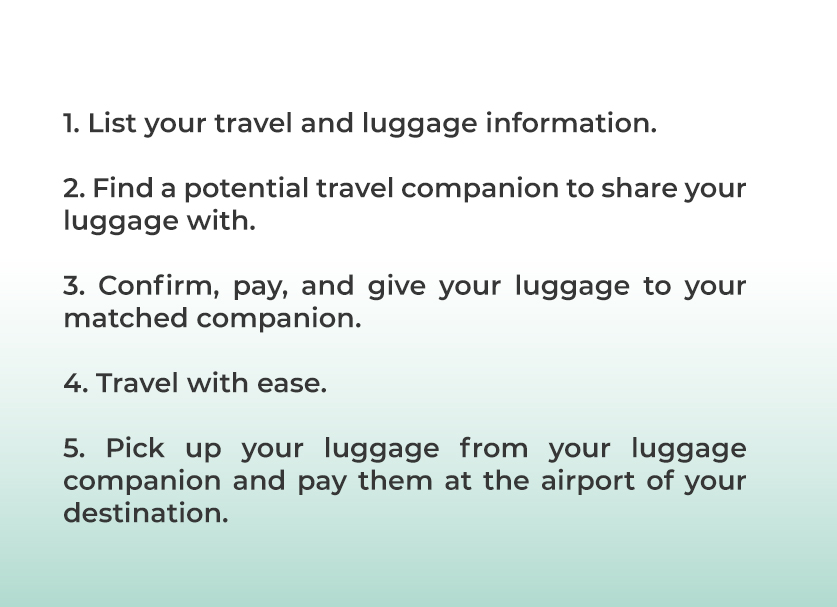 1. List your travel and luggage information.
2. Find a potential travel companion to share your
luggage with.
3. Confirm, pay, and give your luggage to your
matched companion.
4. Travel with ease.
5. Pick up your luggage from your luggage
companion and pay them at the airport of your
destination.